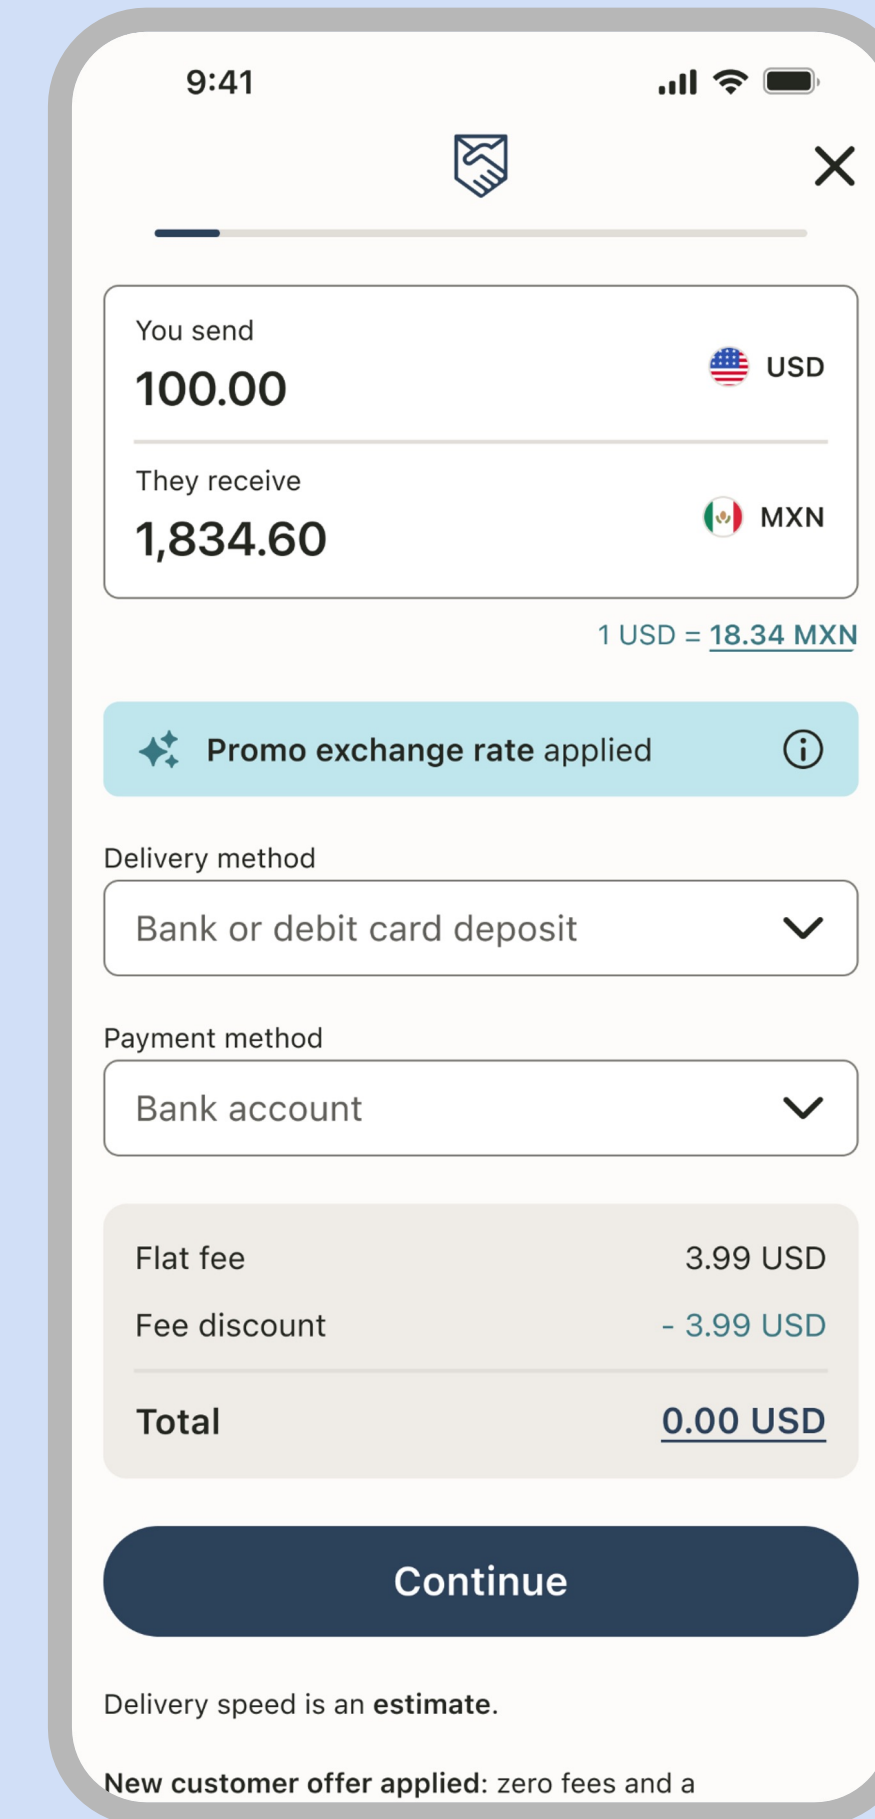 9:41
You send
100.00
USD
They receive
1,834.60
MXN
1 USD = 18.34 MXN
Promo exchange rate applied
Delivery method
Bank or debit card deposit
Payment method
Bank account
Flat fee 3.99 USD
Fee discount - 3.99 USD
Total 0.00 USD
Continue
Delivery speed is an estimate.
New customer offer applied: zero fees and a